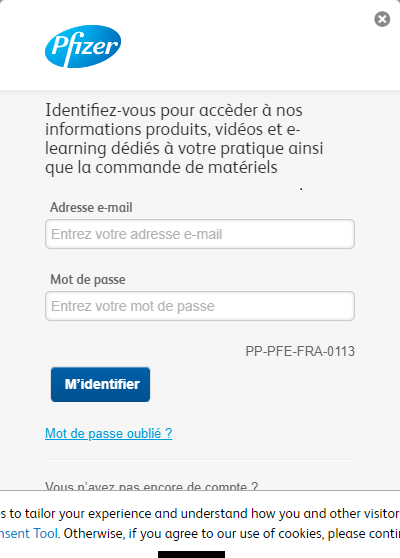 Pfizer
Identifiez-vous pour accèder à nos
informations produits, vidéos et e-
learning dédiés à votre pratique ainsi
que la commande de matériels
.
Adresse e-mail
Entrez votre adresse e-mail
Mot de passe
Entrez votre mot de passe
PP-PFE-FRA-0113
M'identifier
Mot de passe oublié ?
Vous n'avez pas encore de compte ?
s to tailor your experience and understand how you and other visitor
nsent Tool. Otherwise, if you agree to our use of cookies, please contin